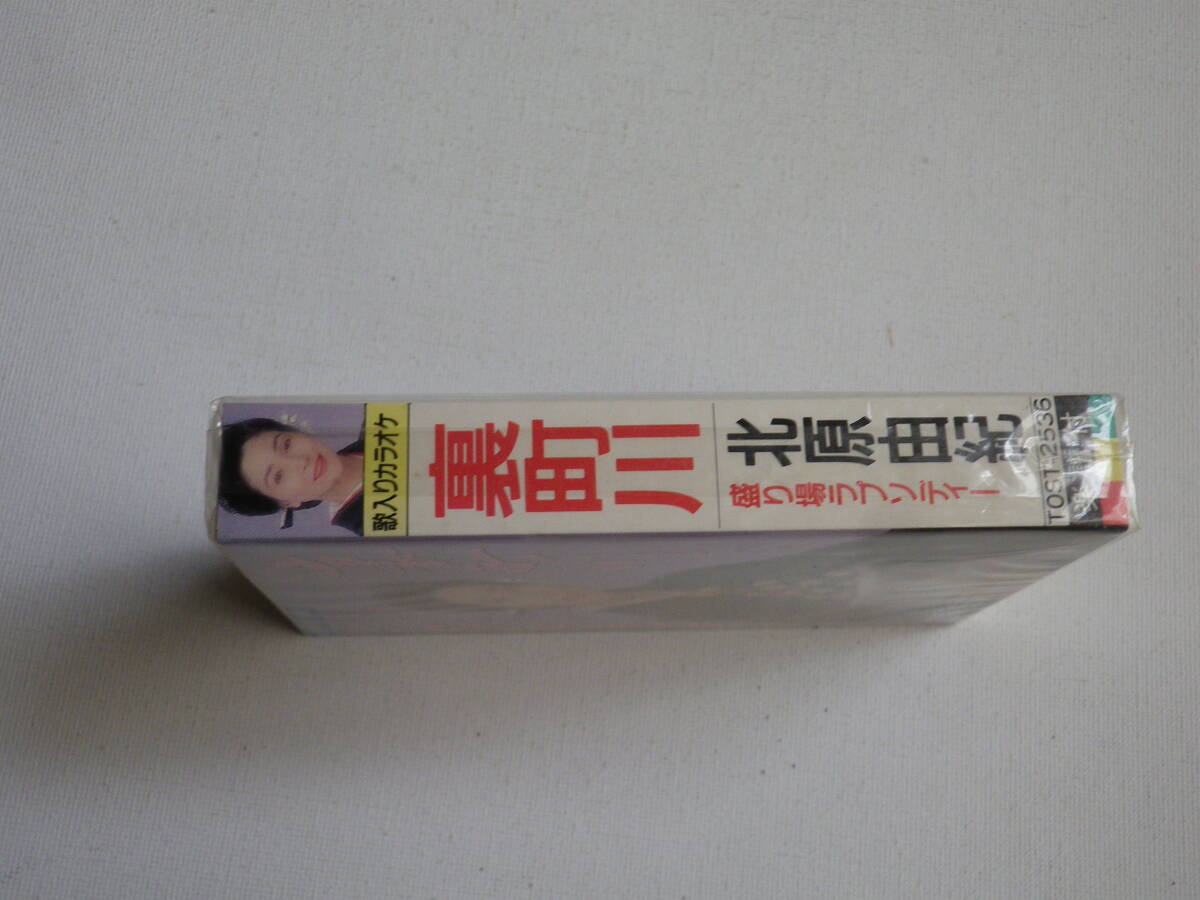 歌入りカラオケ
裏町川
北原由紀
盛り場ラプソディー
TOST 2536